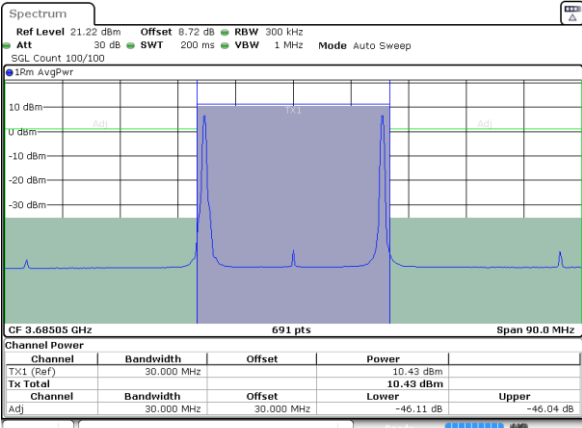 Spectrum
Ref Level 21.22 dBm Offset 8.72 dB RBW 300 kHz
Att 30 dB SWT 200 ms VBW 1 MHz Mode Auto Sweep
SGL Count 100/100
1Rm AvgPwr
10 dBm
TX1
Adj Adj
0 dBm
-10 dBm
-20 dBm
-30 dBm
CF 3.68505 GHz 691 pts Span 90.0 MHz
Channel Power
Channel Bandwidth Offset Power
TX1 (Ref) 30.000 MHz 10.43 dBm
Tx Total 10.43 dBm
Channel Bandwidth Offset Lower Upper
Adj 30.000 MHz 30.000 MHz -46.11 dB -46.04 dB